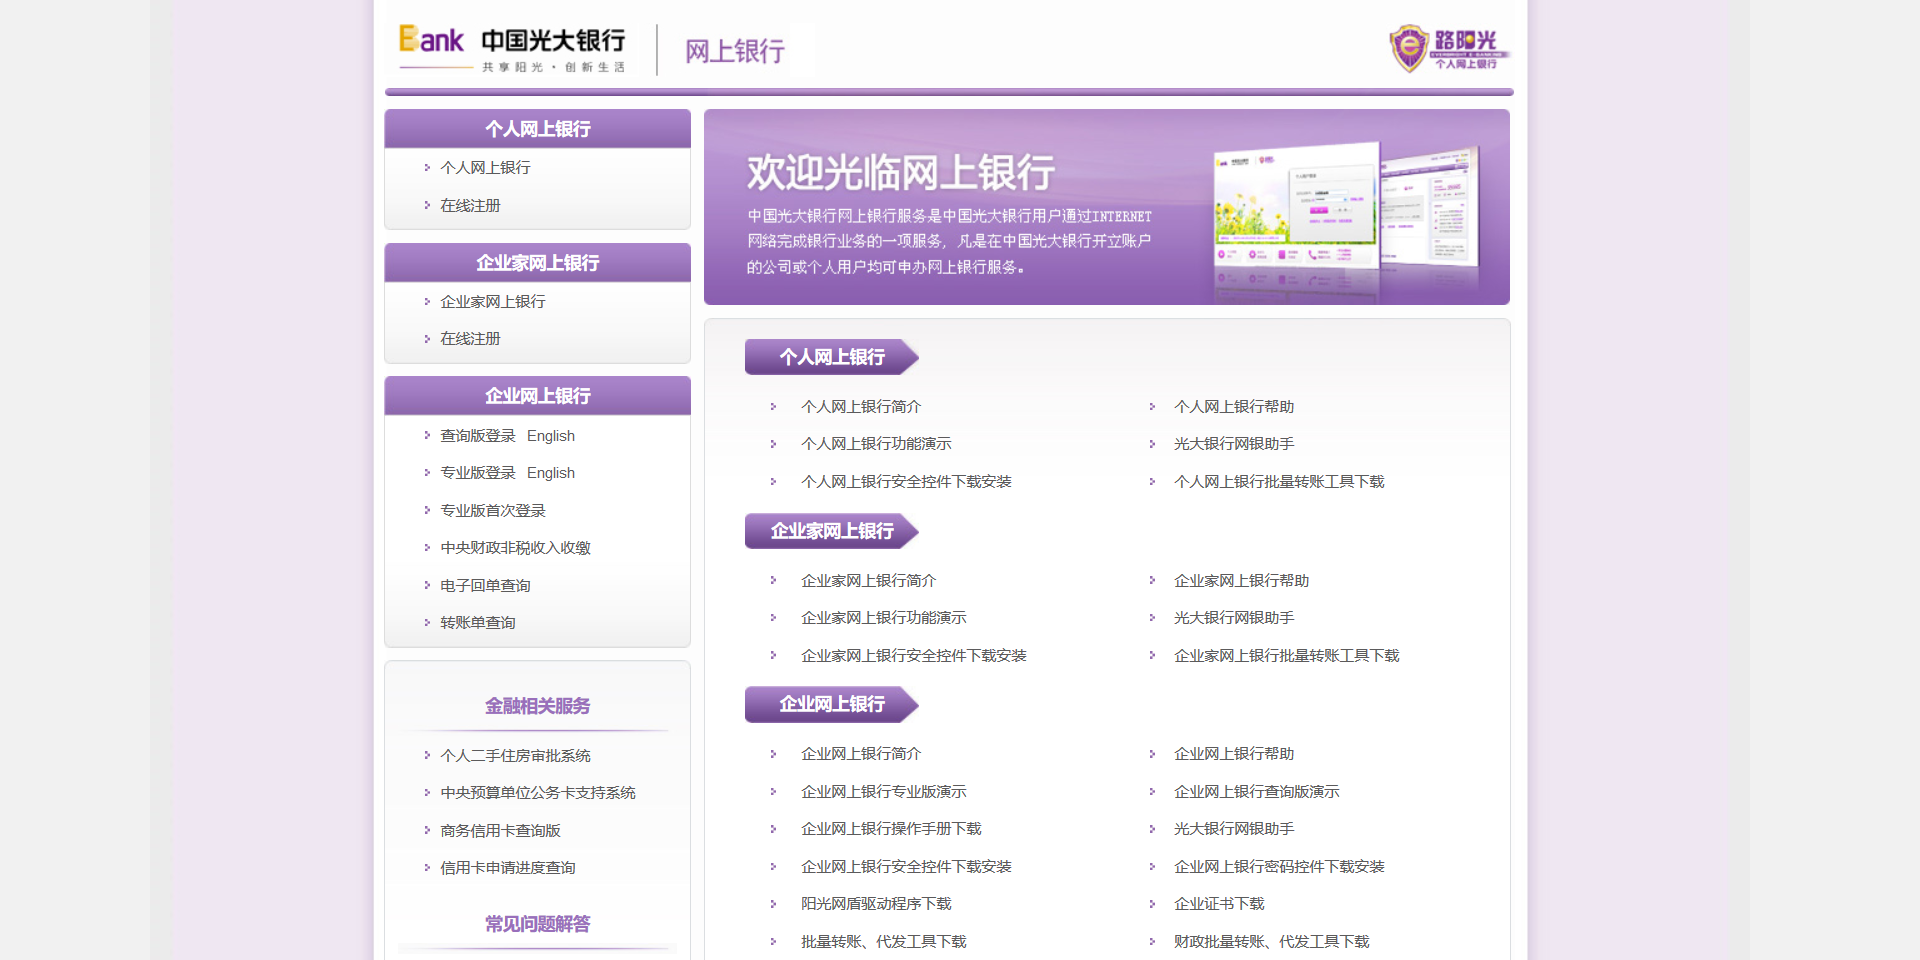 Bank 中国光大银行
共享阳光·创新生活
网上银行
e路阳光
EVERBRIGHT E-BANKING
个人网上银行
个人网上银行
个人网上银行
在线注册
企业家网上银行
企业家网上银行
在线注册
企业网上银行
查询版登录 English
专业版登录 English
专业版首次登录
中央财政非税收入收缴
电子回单查询
转账单查询
金融相关服务
个人二手住房审批系统
中央预算单位公务卡支持系统
商务信用卡查询版
信用卡申请进度查询
常见问题解答
欢迎光临网上银行
中国光大银行网上银行服务是中国光大银行用户通过INTERNET
网络完成银行业务的一项服务，凡是在中国光大银行开立账户
的公司或个人用户均可申办网上银行服务。
个人网上银行
个人网上银行简介 个人网上银行帮助
个人网上银行功能演示 光大银行网银助手
个人网上银行安全控件下载安装 个人网上银行批量转账工具下载
企业家网上银行
企业家网上银行简介 企业家网上银行帮助
企业家网上银行功能演示 光大银行网银助手
企业家网上银行安全控件下载安装 企业家网上银行批量转账工具下载
企业网上银行
企业网上银行简介 企业网上银行帮助
企业网上银行专业版演示 企业网上银行查询版演示
企业网上银行操作手册下载 光大银行网银助手
企业网上银行安全控件下载安装 企业网上银行密码控件下载安装
阳光网盾驱动程序下载 企业证书下载
批量转账、代发工具下载 财政批量转账、代发工具下载